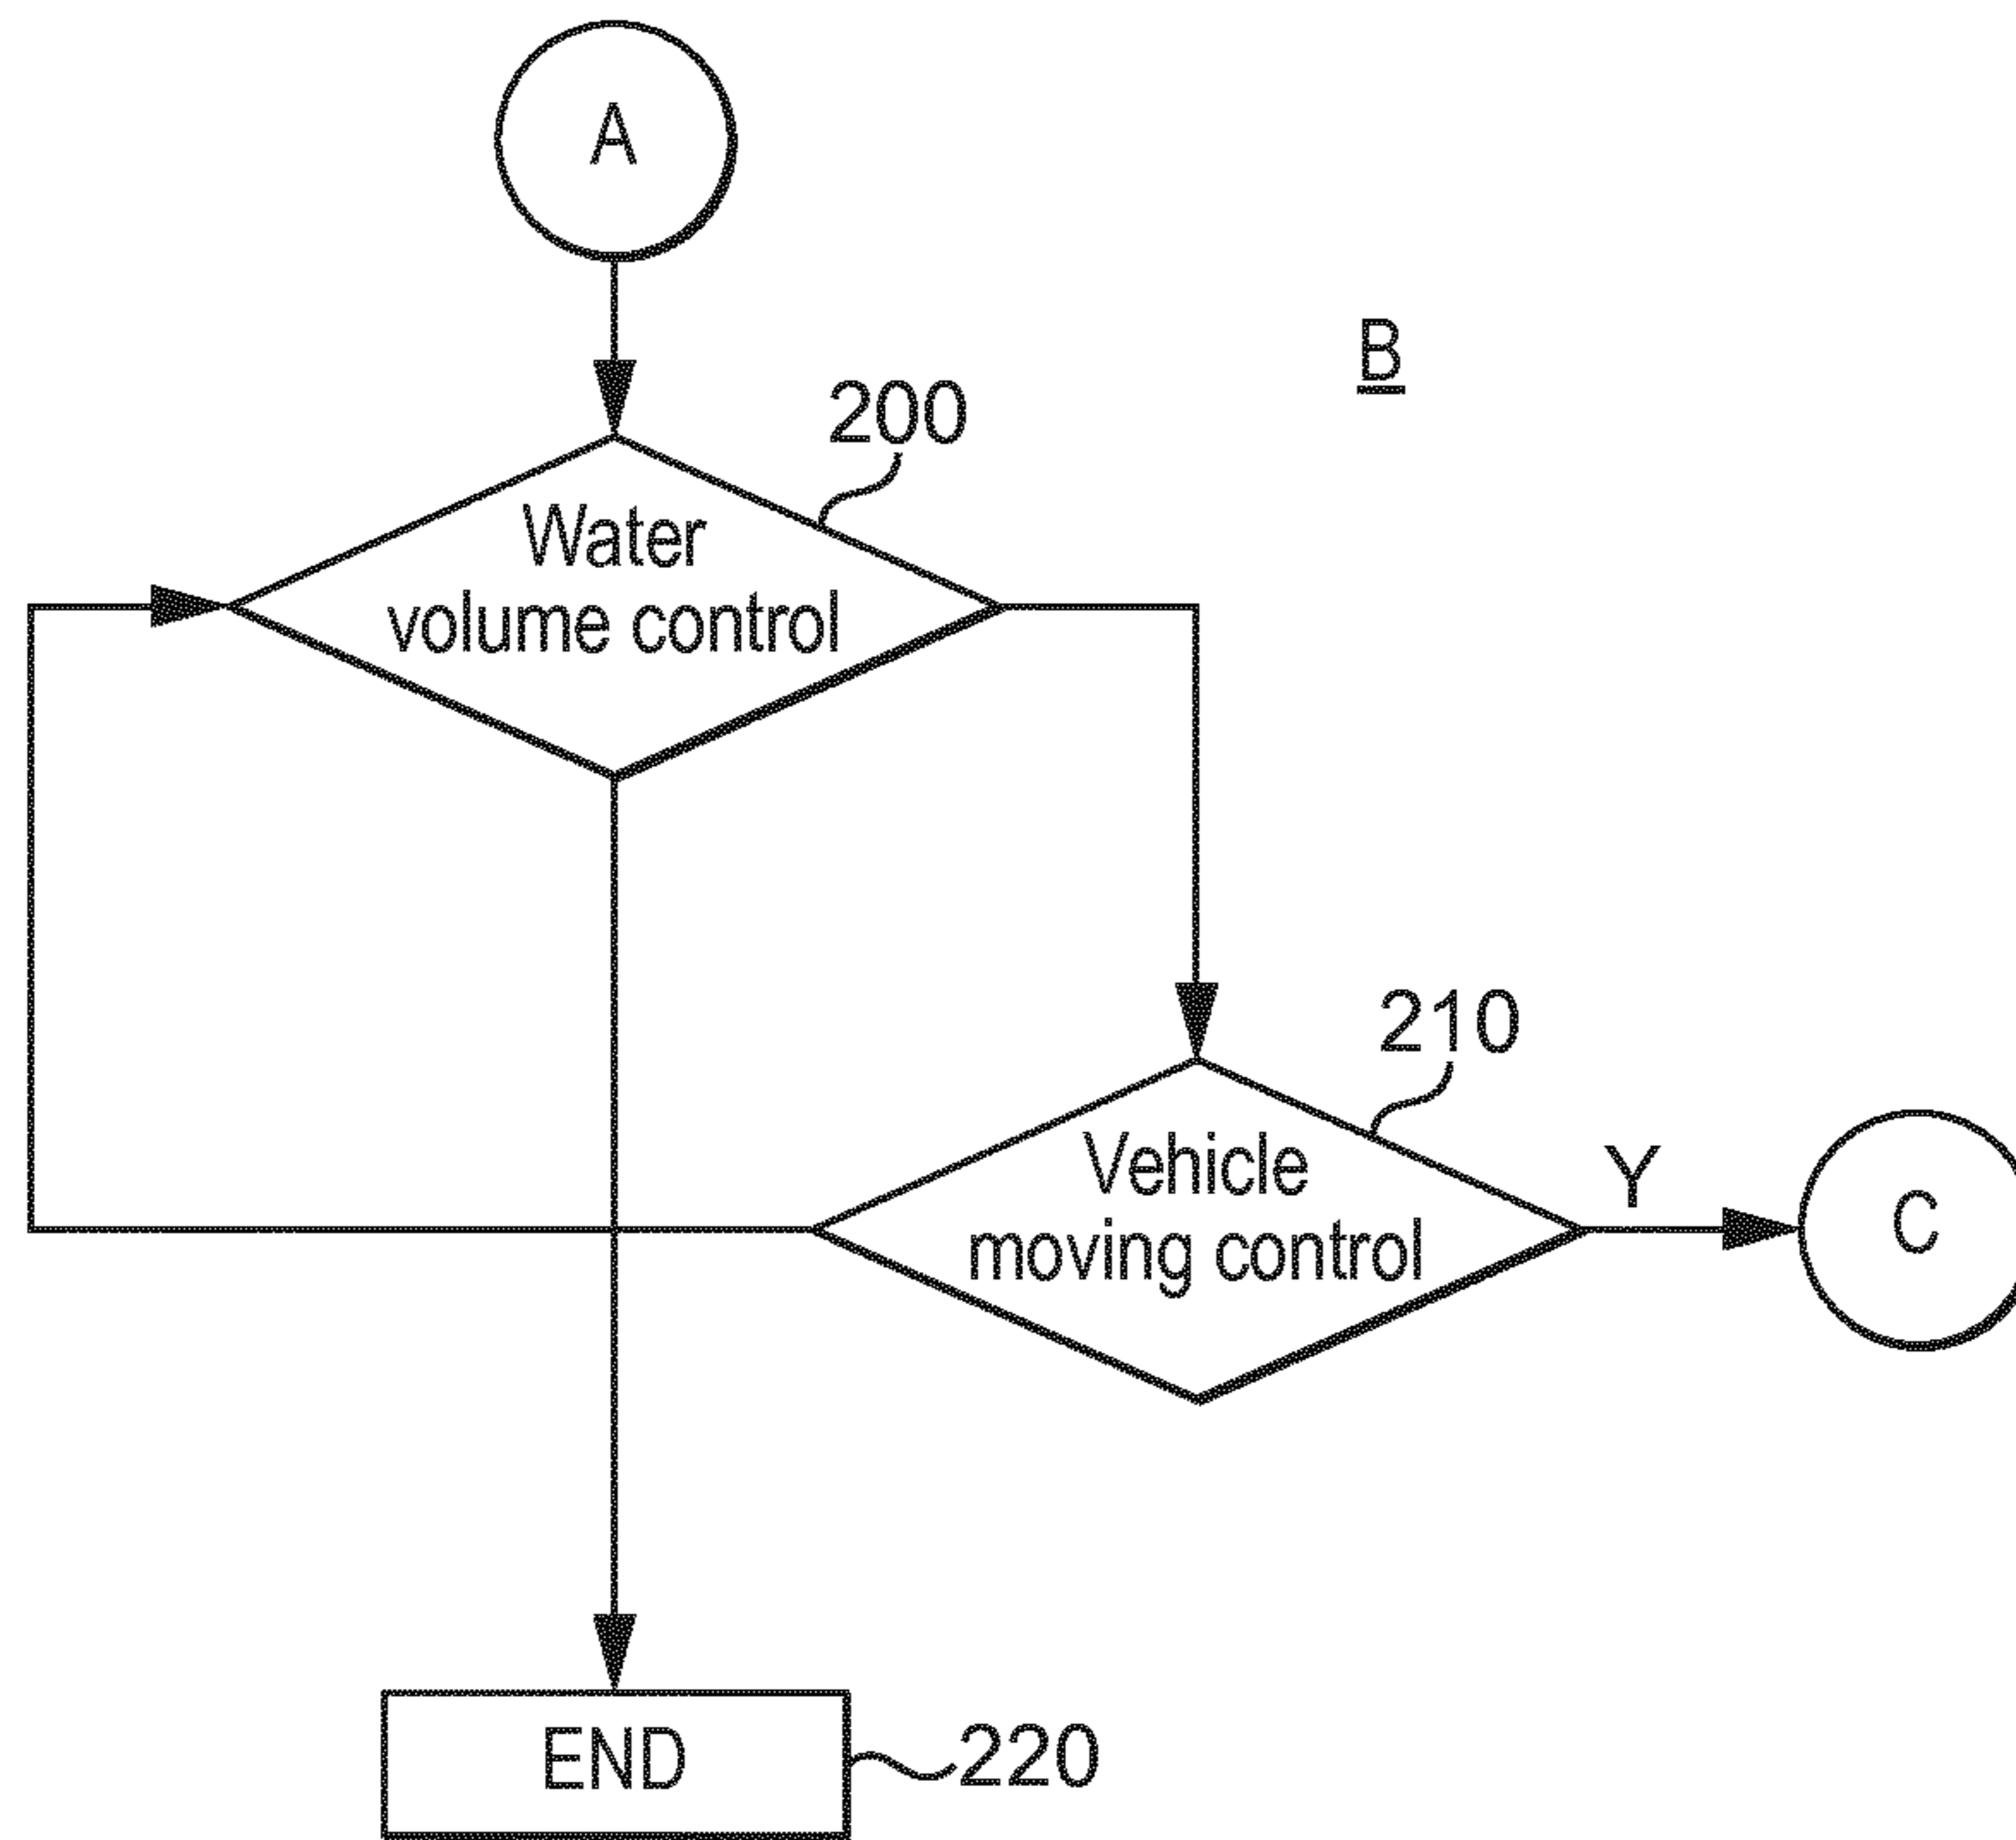 A
B
200
Water
volume control
210
Vehicle
moving control
Y
C
END
220